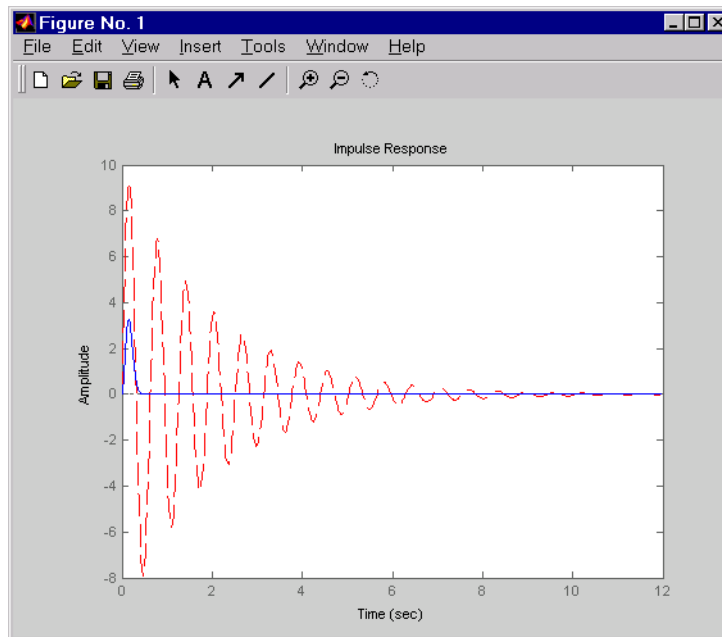 Figure No. 1
File Edit View Insert Tools Window Help
A
Impulse Response
10
8
6
4
2
0
-2
-4
-6
-8
Amplitude
0 2 4 6 8 10 12
Time (sec)